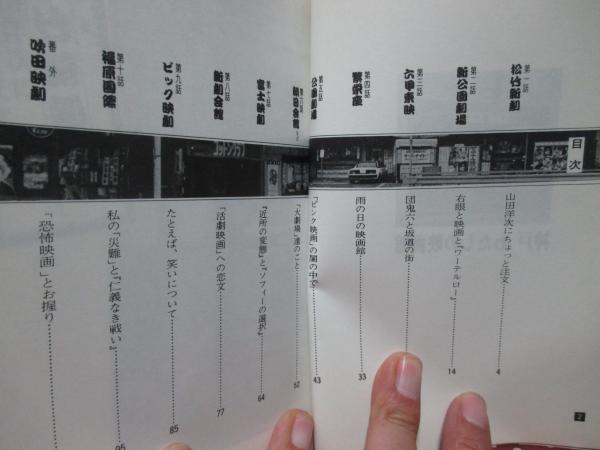 目次
第一話
松竹新劇
山田洋次にちょっと注文……4
第二話
新公園劇場
右眼と映画と『ワーテルロー』……14
第三話
六甲東映
団鬼六と坂道の街
第四話
繁栄座
雨の日の映画館……33
第五話
公園劇場
「ピンク映画」の闇の中で……43
第六話
朝日会館
「大劇場」達のこと……52
第七話
富士映劇
『近所の変態』と『ソフィーの選択』……64
第八話
新劇会館
「活劇映画」への恋文……77
第九話
ビック映劇
たとえば、笑いについて……85
第十話
福原国際
私の「災難」と『仁義なき戦い』……95
番外
吹田映劇
「恐怖映画」とお握り……
2